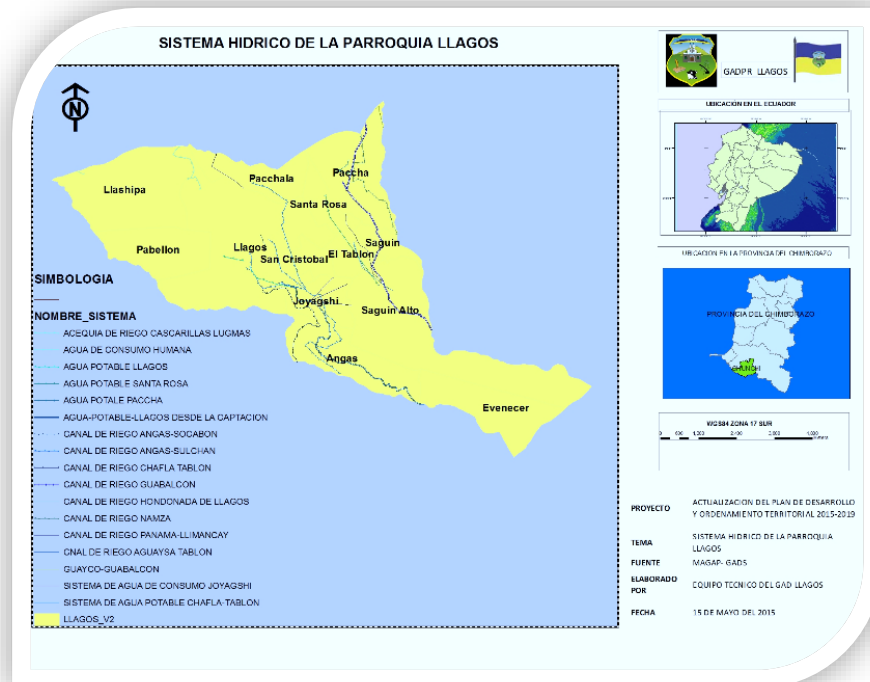 SISTEMA HIDRICO DE LA PARROQUIA LLAGOS
N
Paccha
Pacchala
Llashipa
Santa Rosa
Saguin
Llagos
Pabellon
El Tablon
San Cristobal
Joyagshi
Saguin Alto
Angas
Evenecer
SIMBOLOGIA
NOMBRE_SISTEMA
ACEQUIA DE RIEGO CASCARILLAS LUGMAS
AGUA DE CONSUMO HUMANA
AGUA POTABLE LLAGOS
AGUA POTABLE SANTA ROSA
AGUA POTALE PACCHA
AGUA-POTABLE-LLAGOS DESDE LA CAPTACION
CANAL DE RIEGO ANGAS-SOCABON
CANAL DE RIEGO ANGAS-SULCHAN
CANAL DE RIEGO CHAFLA TABLON
CANAL DE RIEGO GUABALCON
CANAL DE RIEGO HONDONADA DE LLAGOS
CANAL DE RIEGO NAMZA
CANAL DE RIEGO PANAMA-LLIMANCAY
CNAL DE RIEGO AGUAYSA TABLON
GUAYCO-GUABALCON
SISTEMA DE AGUA DE CONSUMO JOYAGSHI
SISTEMA DE AGUA POTABLE CHAFLA-TABLON
LLAGOS_V2
GADPR LLAGOS
UBICACIÓN EN EL ECUADOR
UBICACIÓN EN LA PROVINCIA DEL CHIMBORAZO
PROVINCIA DEL CHIMBORAZO
CHUNCHI
WGS84 ZONA 17 SUR
PROYECTO ACTUALIZACION DEL PLAN DE DESARROLLO
Y ORDENAMIENTO TERRITORIAL 2015-2019
TEMA SISTEMA HIDRICO DE LA PARROQUIA
LLAGOS
FUENTE MAGAP- GADS
ELABORADO
POR EQUIPO TECNICO DEL GAD LLAGOS
FECHA 15 DE MAYO DEL 2015